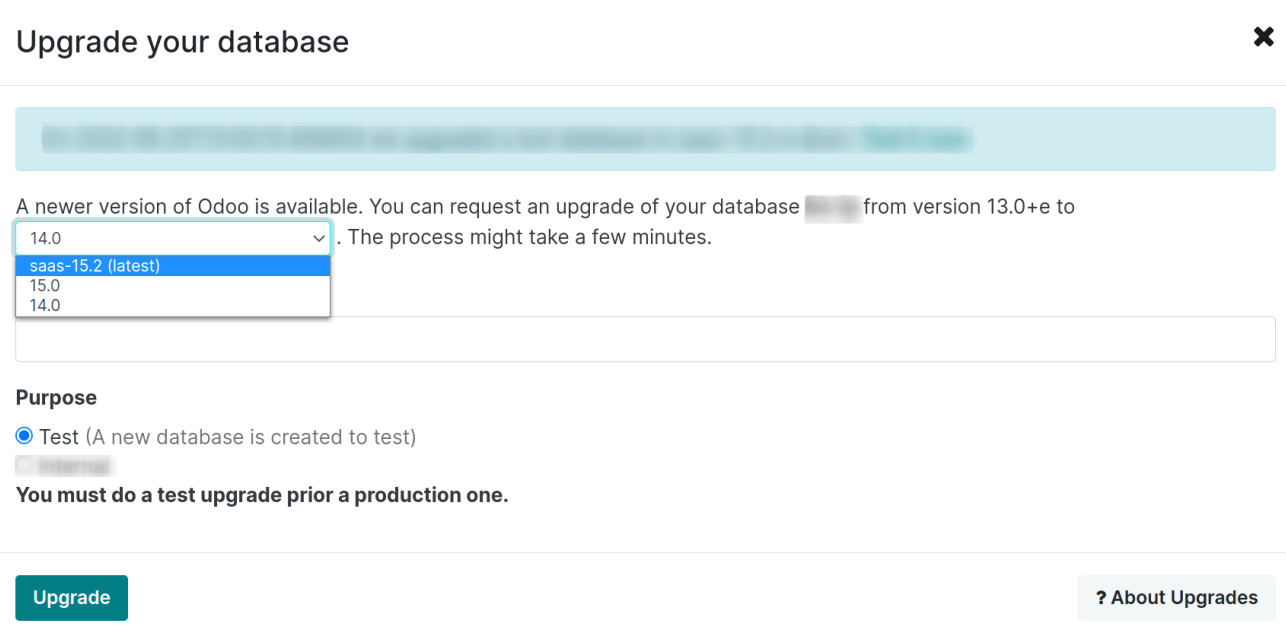 Upgrade your database
A newer version of Odoo is available. You can request an upgrade of your database from version 13.0+e to
14.0 . The process might take a few minutes.
saas-15.2 (latest)
15.0
14.0
Purpose
Test (A new database is created to test)
You must do a test upgrade prior a production one.
Upgrade
? About Upgrades